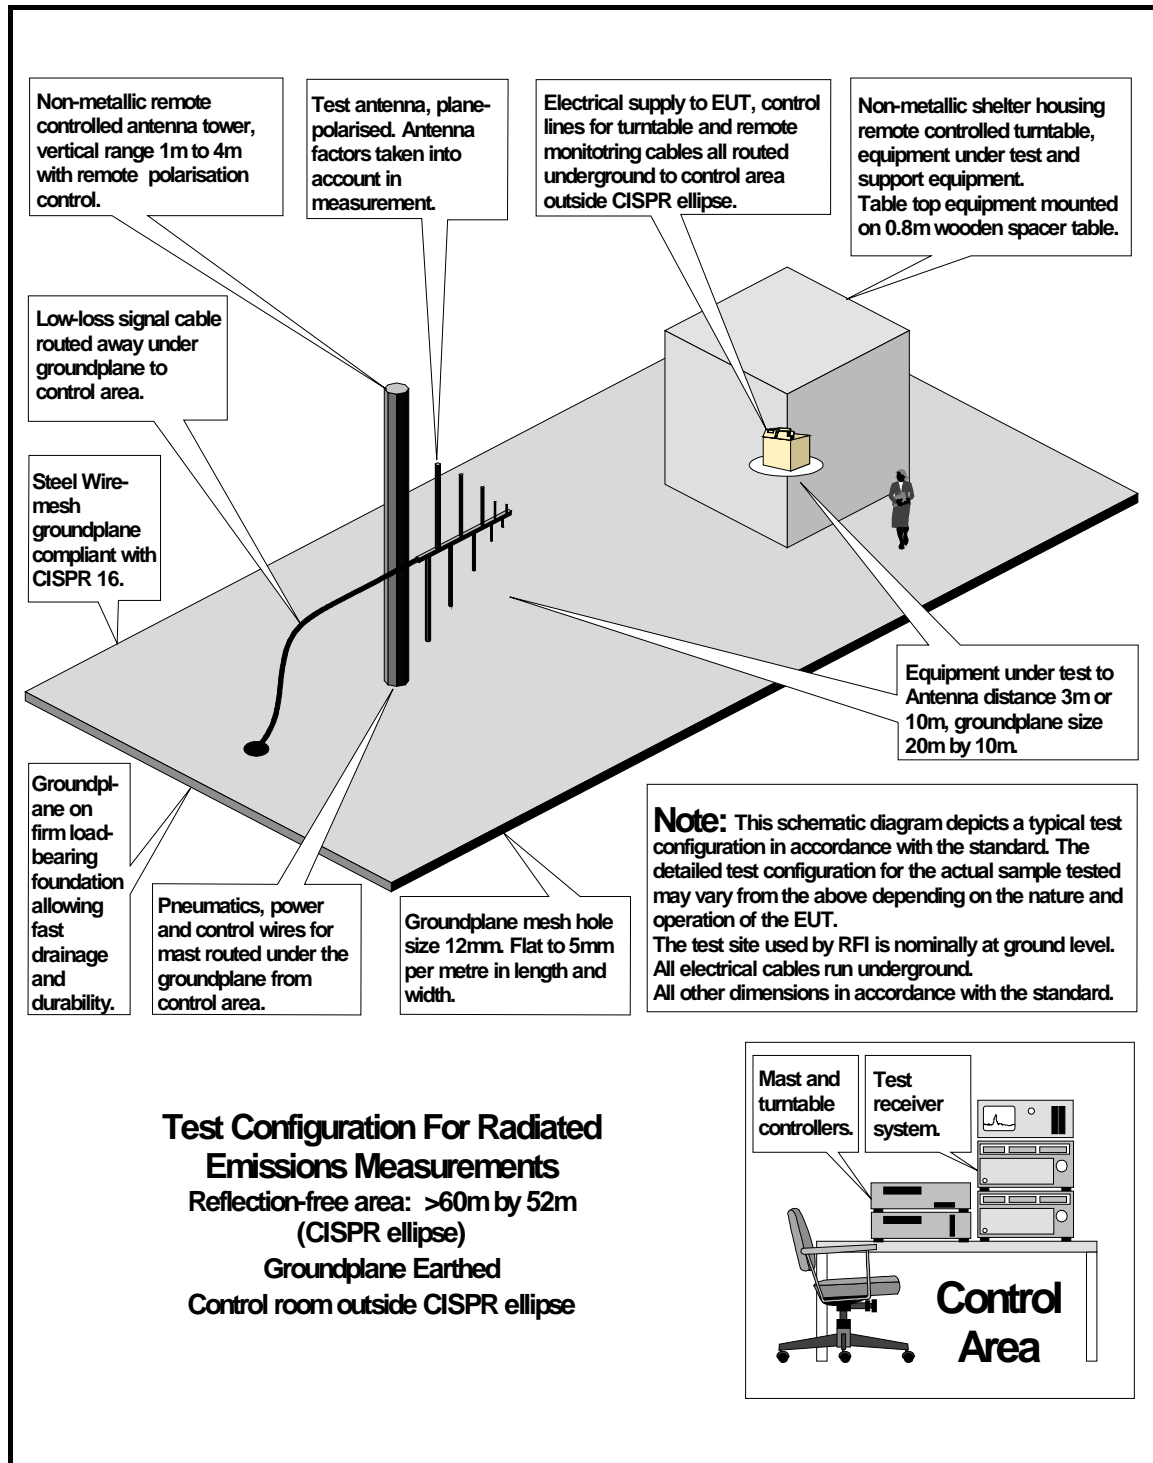 Non-metallic remote
controlled antenna tower,
vertical range 1m to 4m
with remote polarisation
control.
Test antenna, plane-
polarised. Antenna
factors taken into
account in
measurement.
Electrical supply to EUT, control
lines for turntable and remote
monitotring cables all routed
underground to control area
outside CISPR ellipse.
Non-metallic shelter housing
remote controlled turntable,
equipment under test and
support equipment.
Table top equipment mounted
on 0.8m wooden spacer table.
Low-loss signal cable
routed away under
groundplane to
control area.
Steel Wire-
mesh
groundplane
compliant with
CISPR 16.
Equipment under test to
Antenna distance 3m or
10m, groundplane size
20m by 10m.
Groundpl-
ane on
firm load-
bearing
foundation
allowing
fast
drainage
and
durability.
Pneumatics, power
and control wires for
mast routed under the
groundplane from
control area.
Groundplane mesh hole
size 12mm. Flat to 5mm
per metre in length and
width.
Note: This schematic diagram depicts a typical test
configuration in accordance with the standard. The
detailed test configuration for the actual sample tested
may vary from the above depending on the nature and
operation of the EUT.
The test site used by RFI is nominally at ground level.
All electrical cables run underground.
All other dimensions in accordance with the standard.
Test Configuration For Radiated
Emissions Measurements
Reflection-free area: >60m by 52m
(CISPR ellipse)
Groundplane Earthed
Control room outside CISPR ellipse
Mast and
turntable
controllers.
Test
receiver
system.
Control
Area